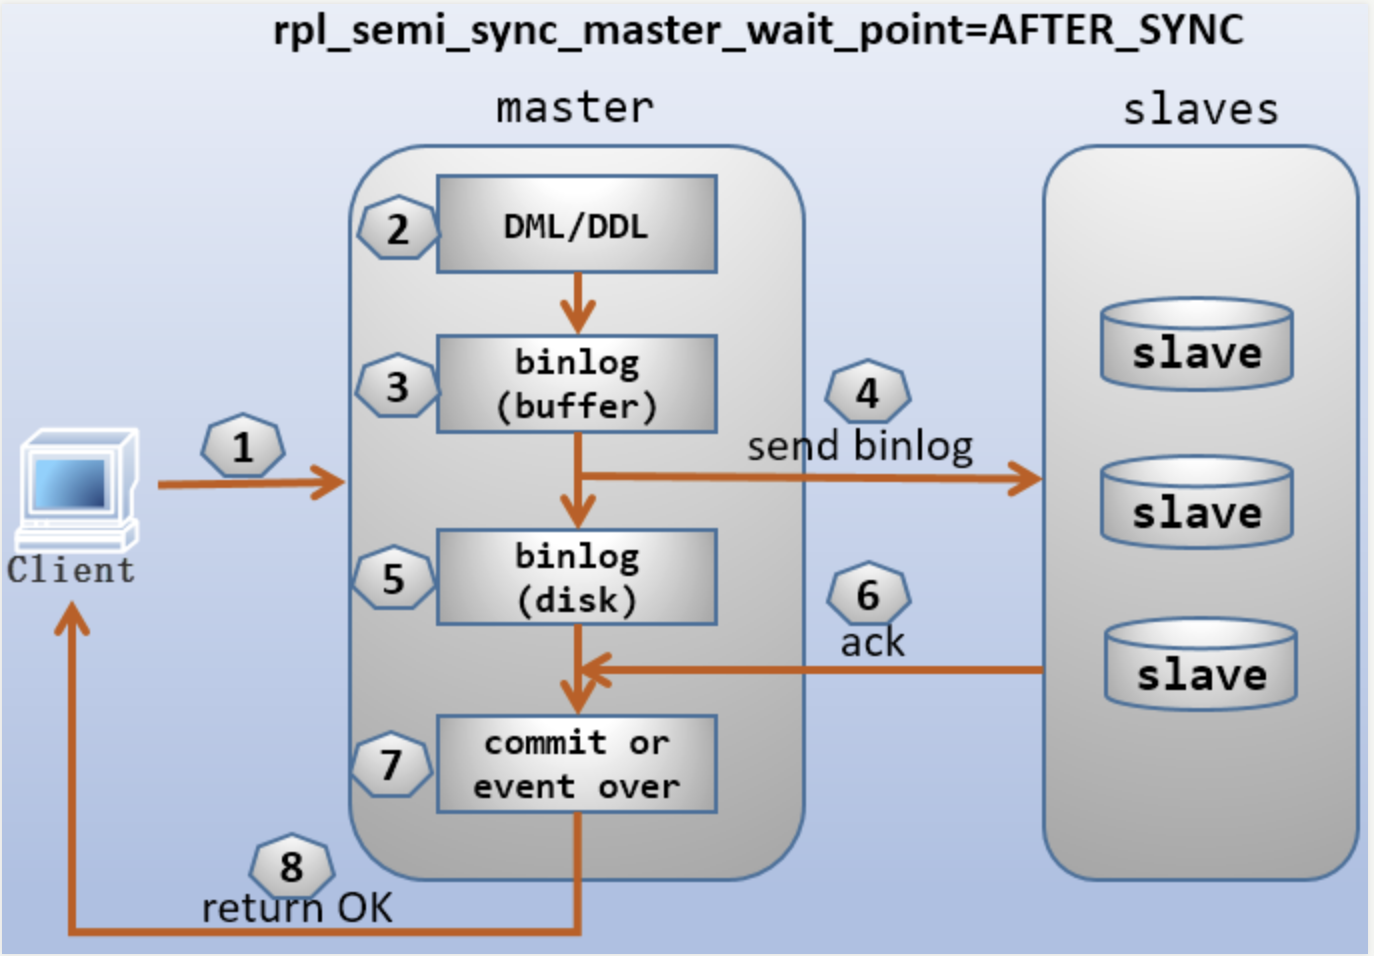 rpl_semi_sync_master_wait_point=AFTER_SYNC
master
slaves
2
DML/DDL
3
binlog
(buffer)
4
send binlog
slave
1
Client
slave
5
binlog
(disk)
6
ack
slave
7
commit or
event over
8
return OK